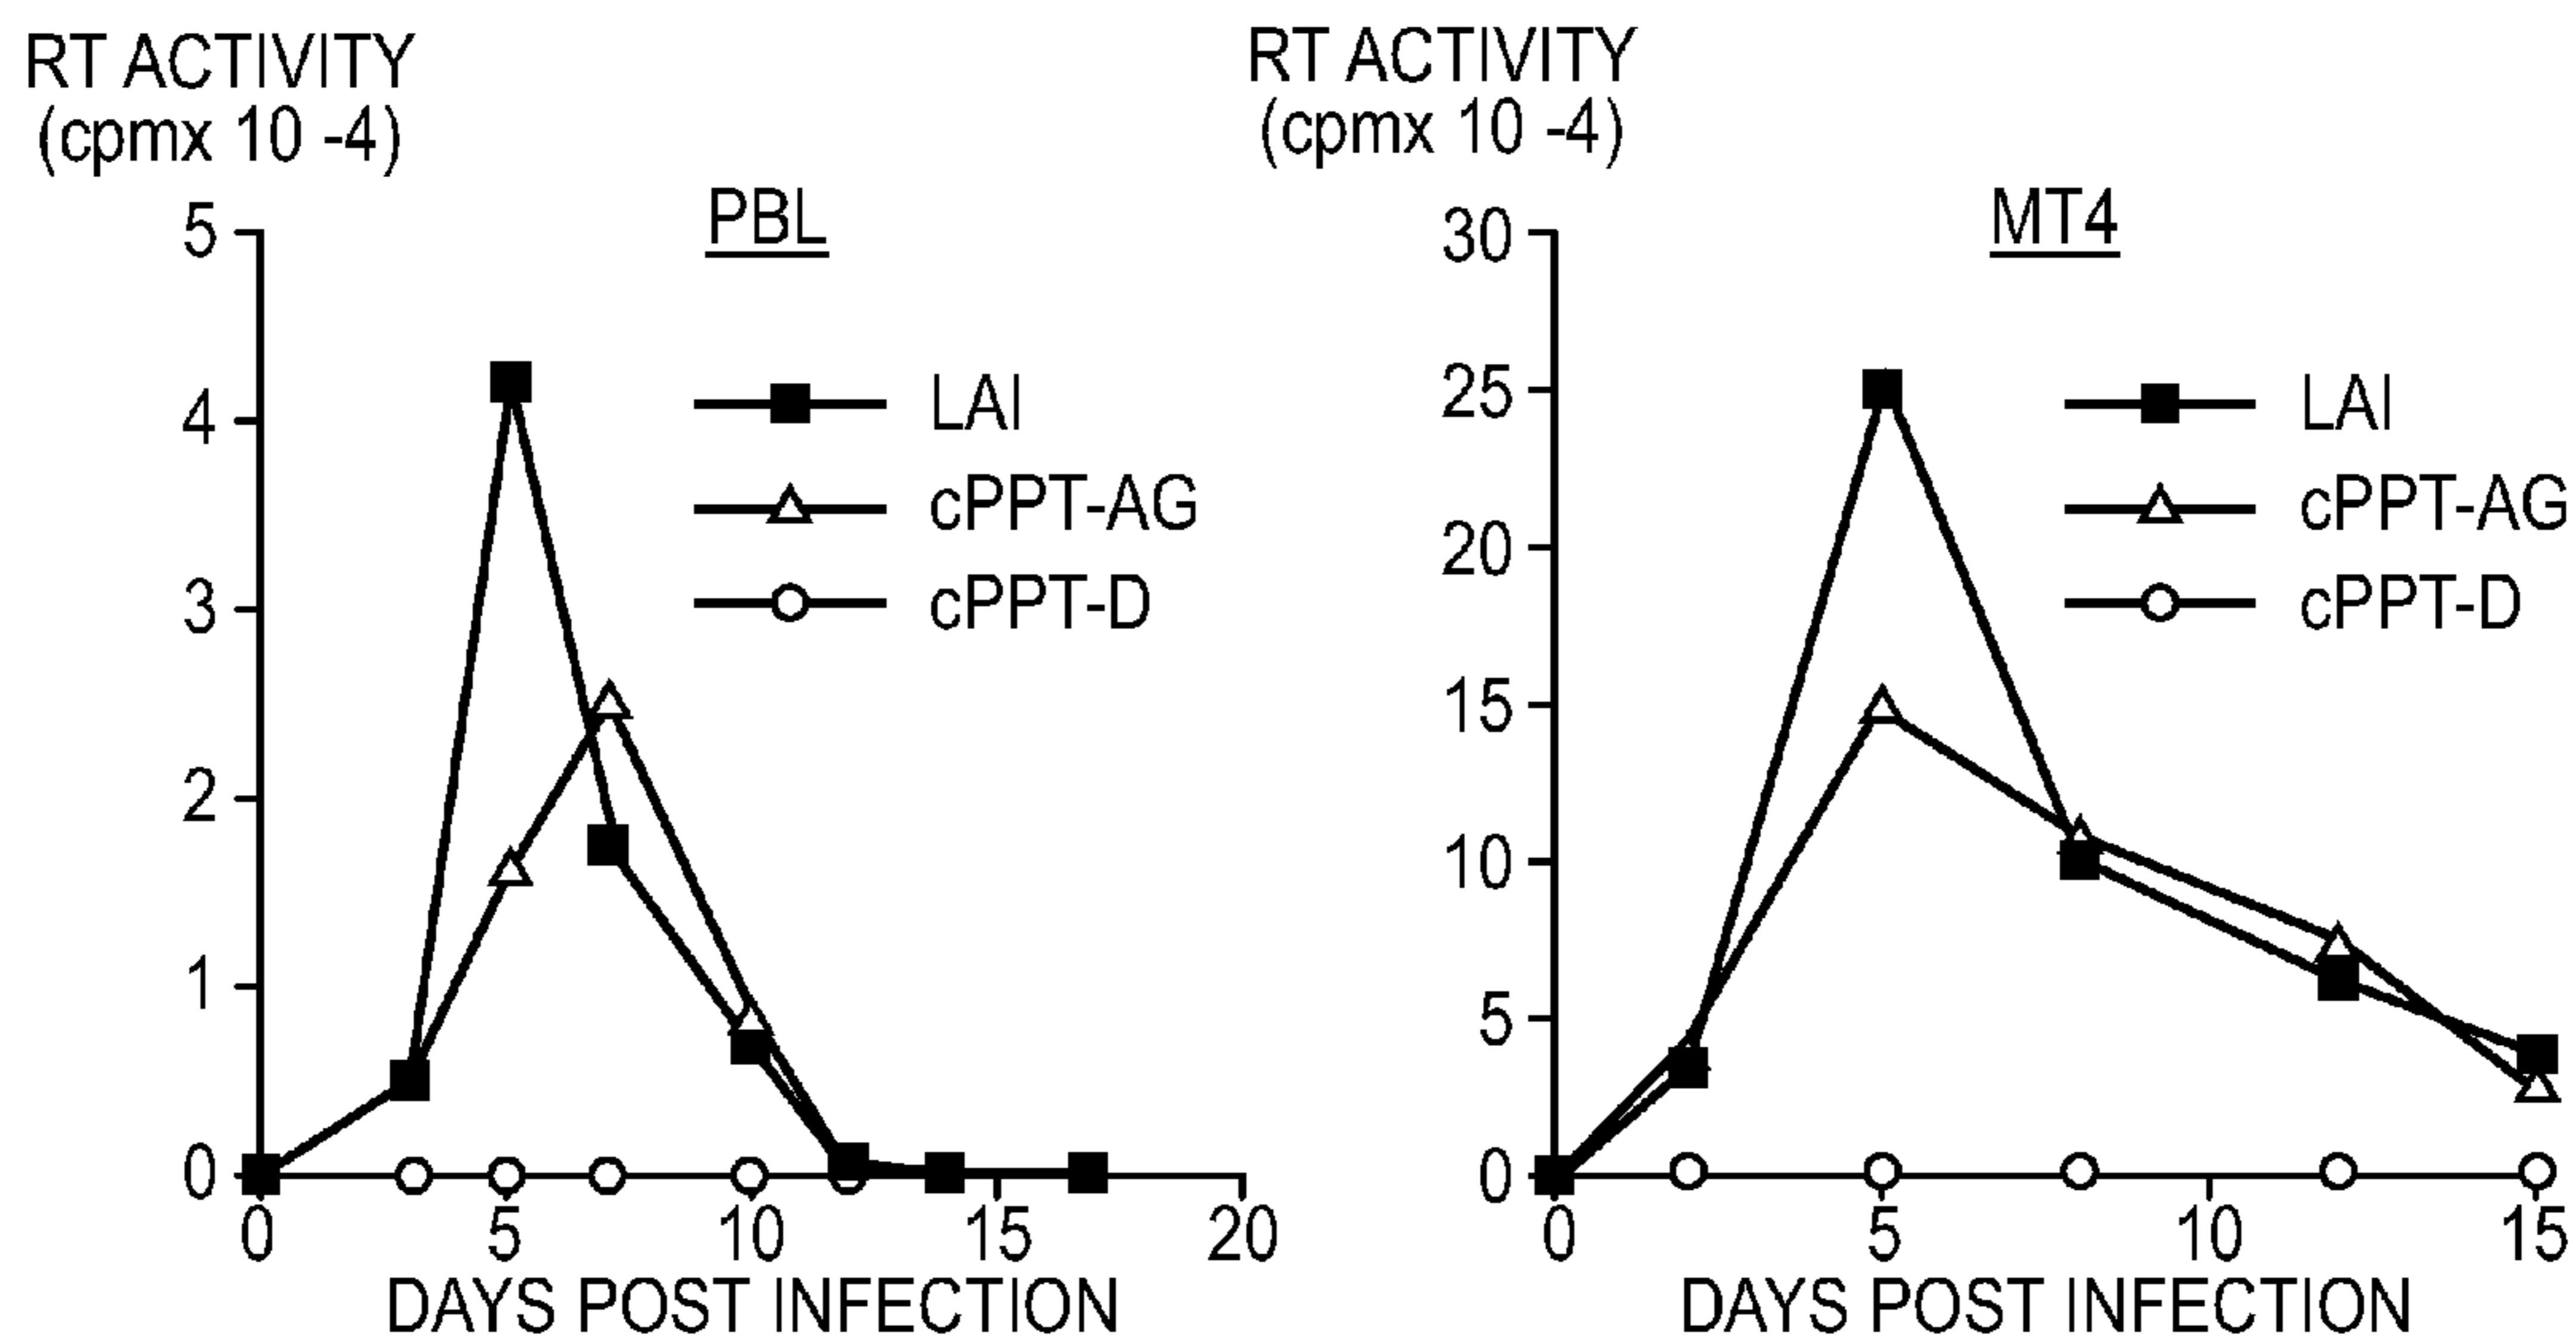 RT ACTIVITY
(cpmx 10 -4)
PBL
5
4
3
2
1
0
LAI
cPPT-AG
cPPT-D
0 5 10 15 20
DAYS POST INFECTION
RT ACTIVITY
(cpmx 10 -4)
MT4
30
25
20
15
10
5
0
LAI
cPPT-AG
cPPT-D
0 5 10 15
DAYS POST INFECTION